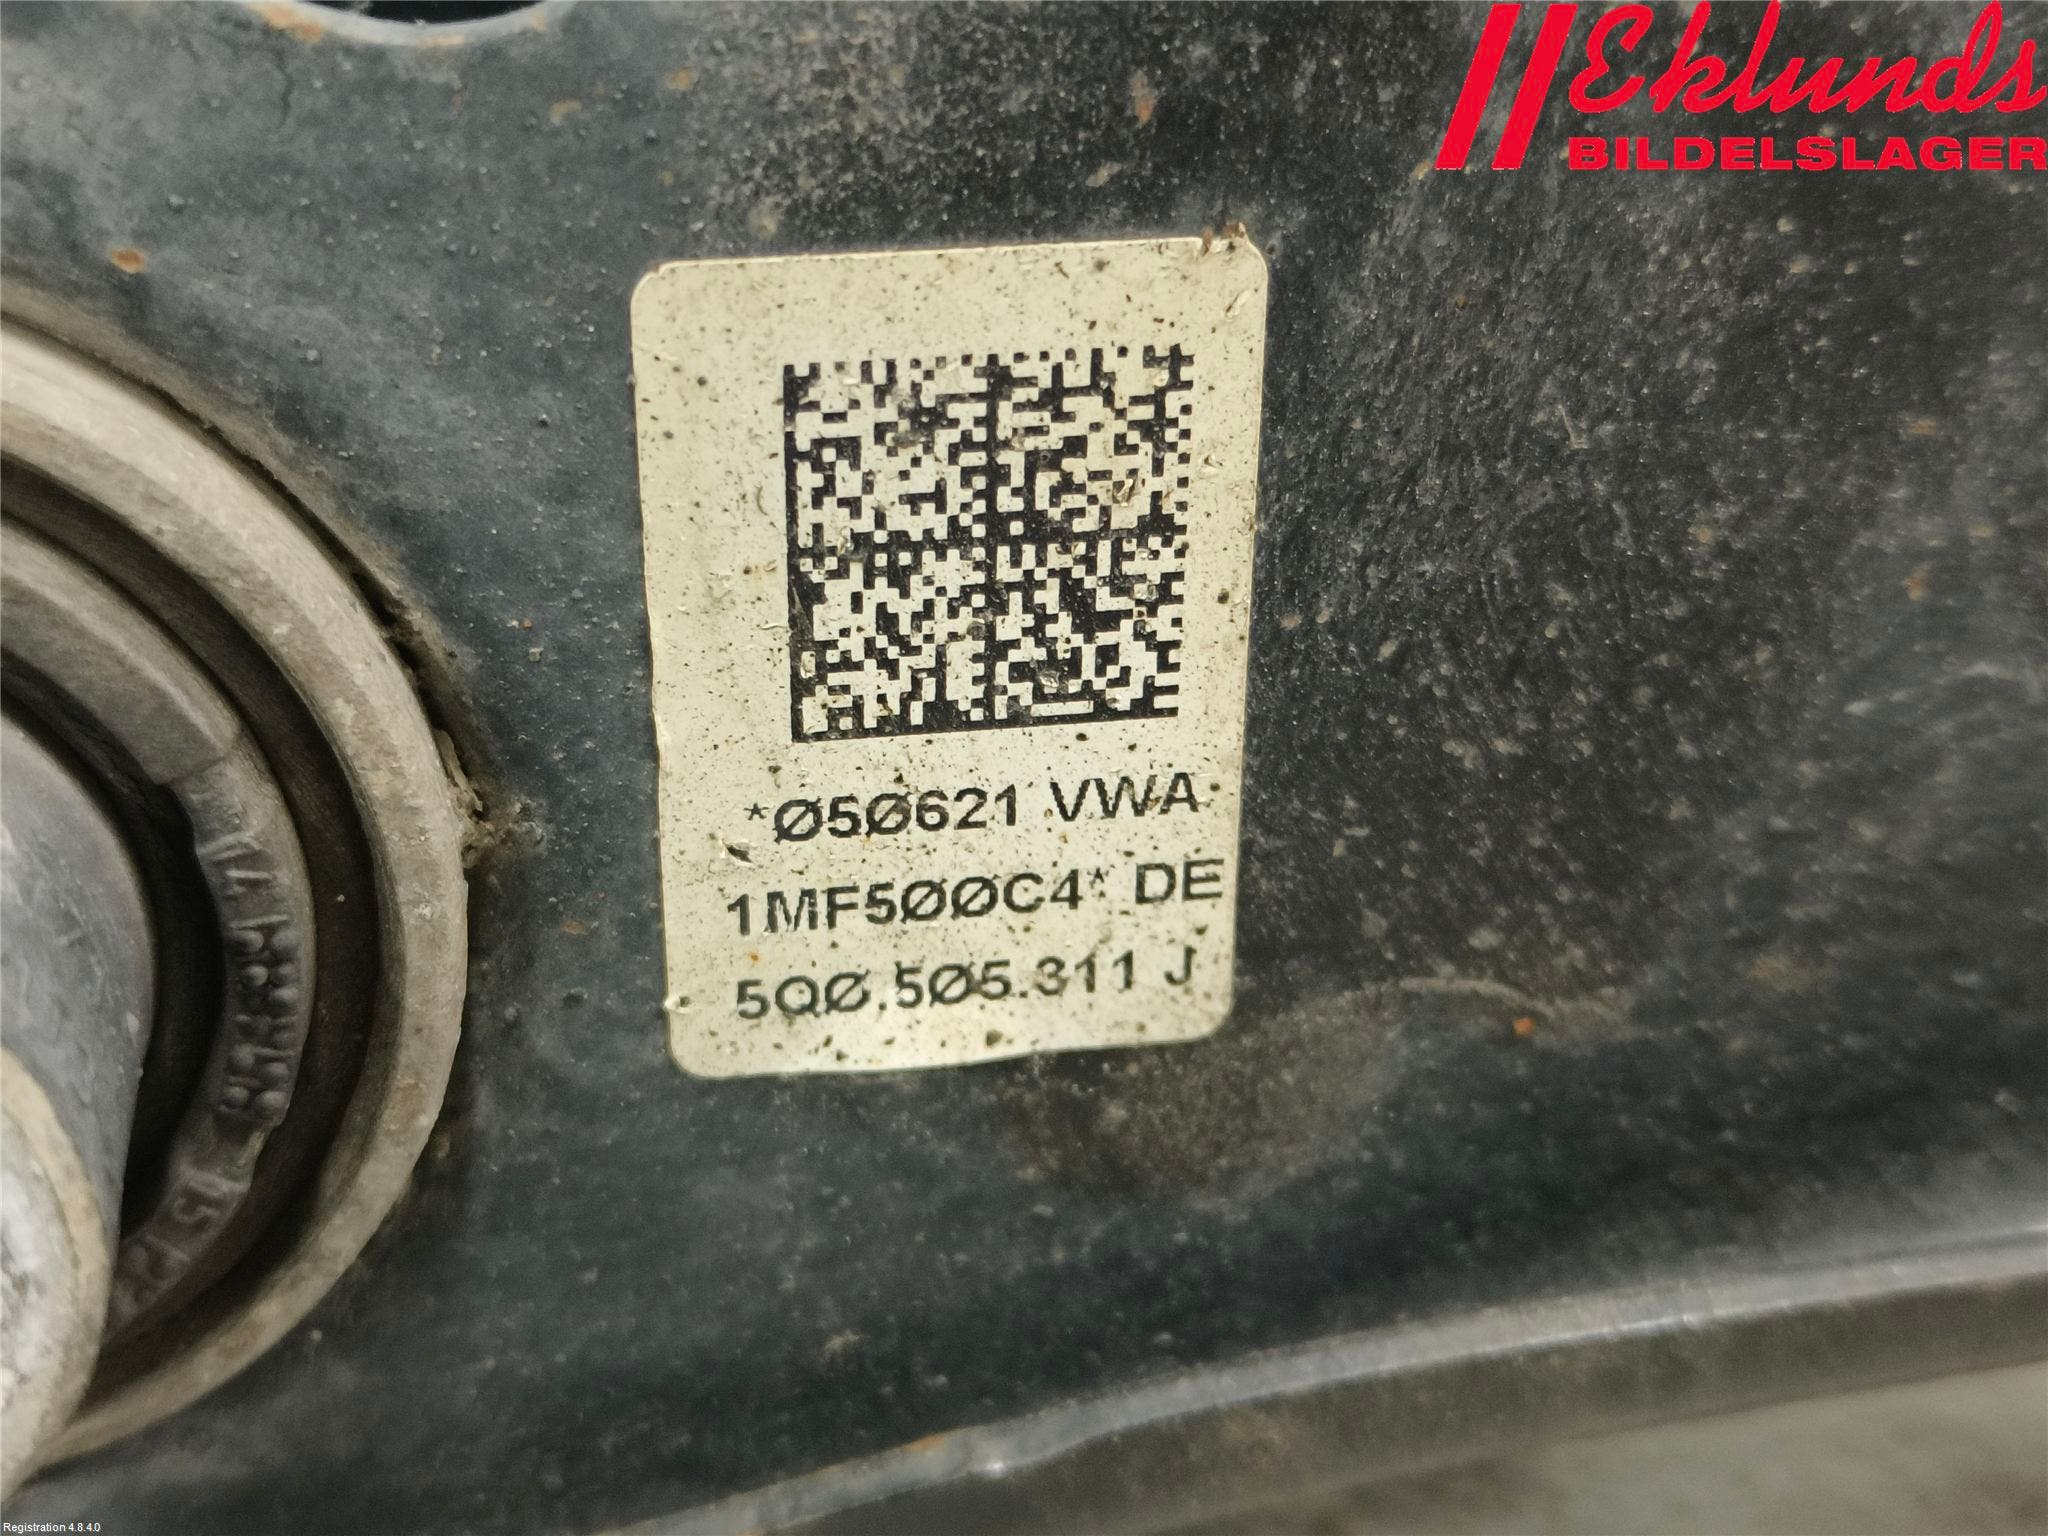 Eklunds
BILDELSLAGER
*Ø5Ø621 VWA
1MF5ØØC4* DE
5QØ.5Ø5.311 J
Registration 4.8.4.0